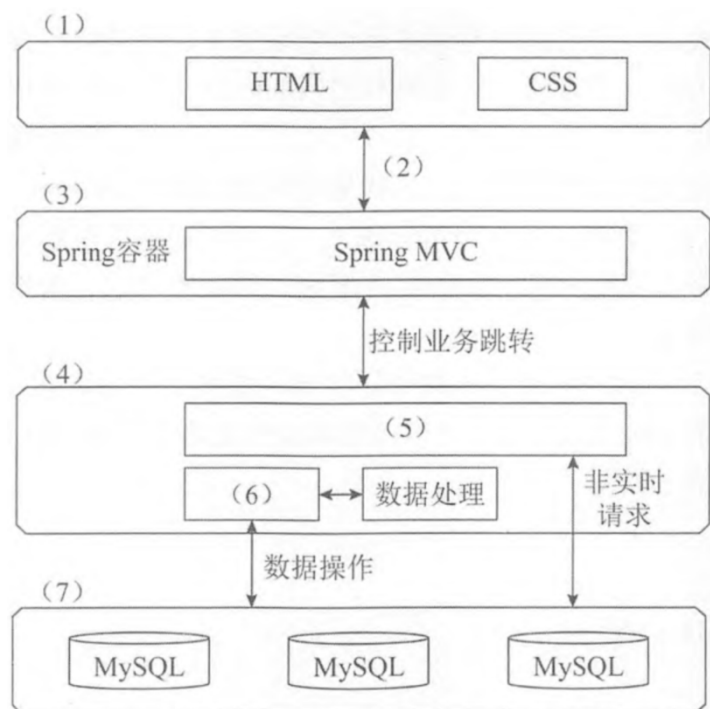 (1)
HTML
CSS
(2)
(3)
Spring容器
Spring MVC
控制业务跳转
(4)
(5)
(6)
数据处理
非实时
请求
数据操作
(7)
MySQL
MySQL
MySQL